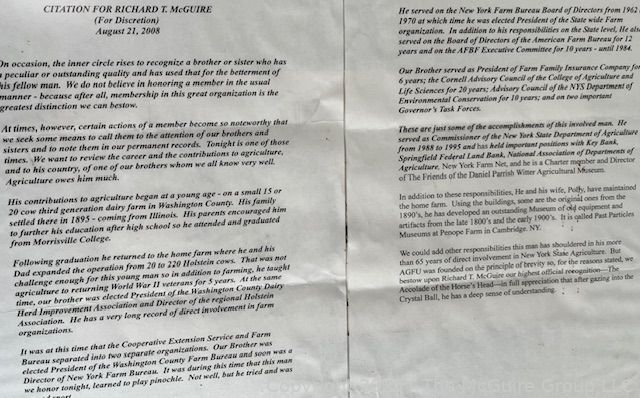 CITATION FOR RICHARD T. McGUIRE
(For Discretion)
August 21, 2008
On occasion, the inner circle rises to recognize a brother or sister who has
a peculiar or outstanding quality and has used that for the betterment of
his fellow man. We do not believe in honoring a member in the usual
manner - because after all, membership in this great organization is the
greatest distinction we can bestow.
At times, however, certain actions of a member become so noteworthy that
we seek some means to call them to the attention of our brothers and
sisters and to note them in our permanent records. Tonight is one of those
times. We want to review the career and the contributions to agriculture,
and to his country, of one of our brothers whom we all know very well.
Agriculture owes him much.
His contributions to agriculture began at a young age - on a small 15 or
20 cow third generation dairy farm in Washington County. His family
settled there in 1895 - coming from Illinois. His parents encouraged him
to further his education after high school so he attended and graduated
from Morrisville College.
Following graduation he returned to the home farm where he and his
Dad expanded the operation from 20 to 220 Holstein cows. That was not
challenge enough for this young man so in addition to farming, he taught
agriculture to returning World War II veterans for 5 years. At the same
time, our brother was elected President of the Washington County Dairy
Herd Improvement Association and Director of the regional Holstein
Association. He has a very long record of direct involvement in farm
organizations.
It was at this time that the Cooperative Extension Service and Farm
Bureau separated into two separate organizations. Our Brother was
elected President of the Washington County Farm Bureau and soon was a
Director of New York Farm Bureau. It was during this time that this man
we honor tonight, learned to play pinochle. Not well, but he tried and was
He served on the New York Farm Bureau Board of Directors from 1962
1970 at which time he was elected President of the State wide Farm
organization. In addition to his responsibilities on the State level, He also
served on the Board of Directors of the American Farm Bureau for 12
years and on the AFBF Executive Committee for 10 years - until 1984.
Our Brother served as President of Farm Family Insurance Company for
6 years; the Cornell Advisory Council of the College of Agriculture and
Life Sciences for 20 years; Advisory Council of the NYS Department of
Environmental Conservation for 10 years; and on two important
Governor's Task Forces.
These are just some of the accomplishments of this involved man. He
served as Commissioner of the New York State Department of Agriculture
from 1988 to 1995 and has held important positions with Key Bank,
Springfield Federal Land Bank, National Association of Departments of
Agriculture, New York Farm Net, and he is a Charter member and Director
of The Friends of the Daniel Parrish Witter Agricultural Museum.
In addition to these responsibilities, He and wife, Polly, have maintained
the home farm. Using the buildings, some are the original ones from the
1890's, he has developed an outstanding Museum of old equipment and
artifacts from the late 1800's and the early 1900's. It is called Past Particles
Museums at Penope Farm in Cambridge. NY.
We could add other responsibilities this man has shouldered in his more
than 65 years of direct involvement in New York State Agriculture. But
AGFU was founded on the principle of brevity so, for the reasons stated, we
bestow upon Richard T. McGuire our highest official recognition—The
Accolade of the Horse's Head—in full appreciation that after gazing into the
Crystal Ball, he has a deep sense of understanding.